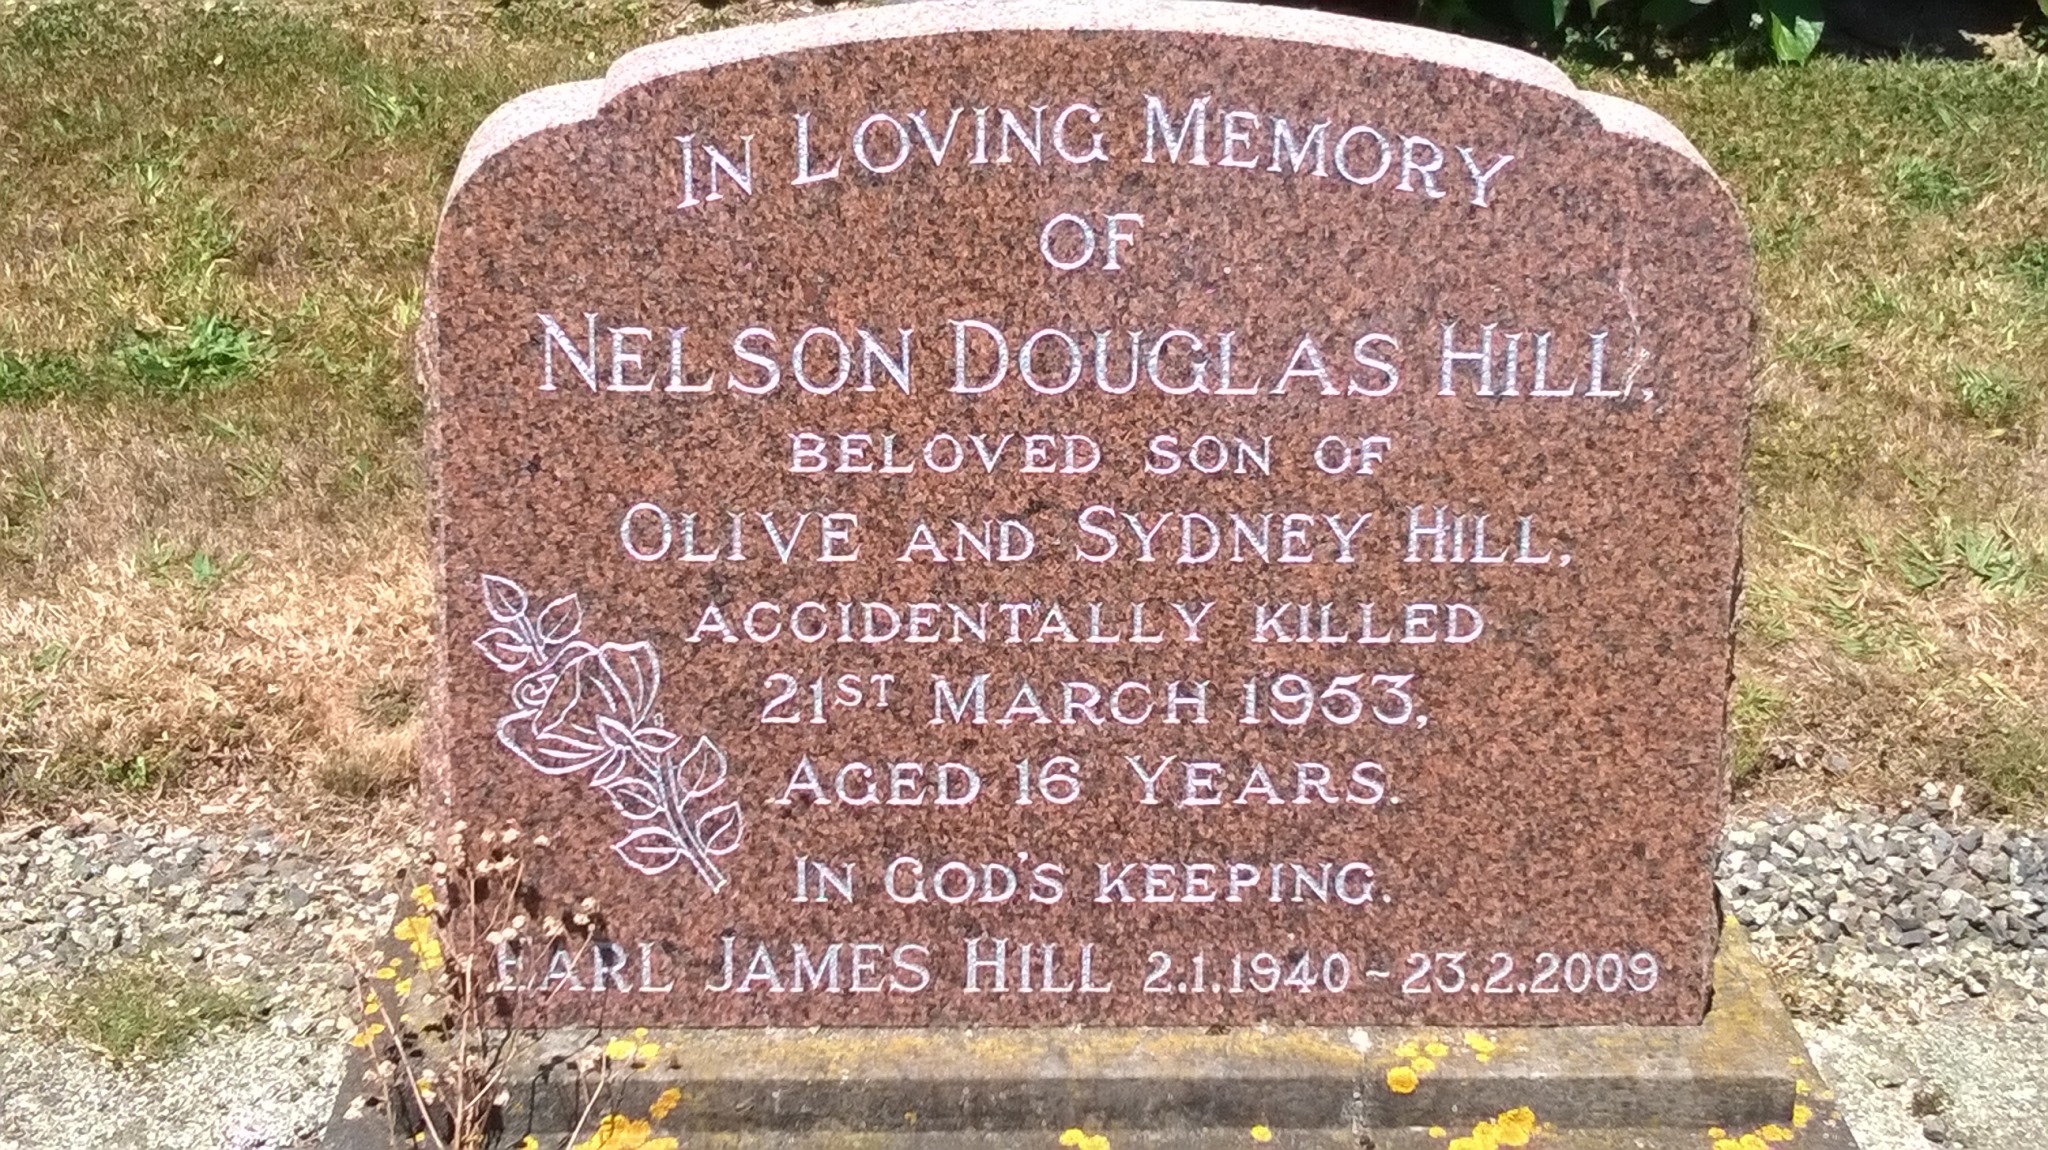 IN LOVING MEMORY
OF
NELSON DOUGLAS HILL,
BELOVED SON OF
OLIVE AND SYDNEY HILL,
ACCIDENTALLY KILLED
21ST MARCH 1953,
AGED 16 YEARS.
IN GOD'S KEEPING.
EARL JAMES HILL 2.1.1940 ~ 23.2.2009